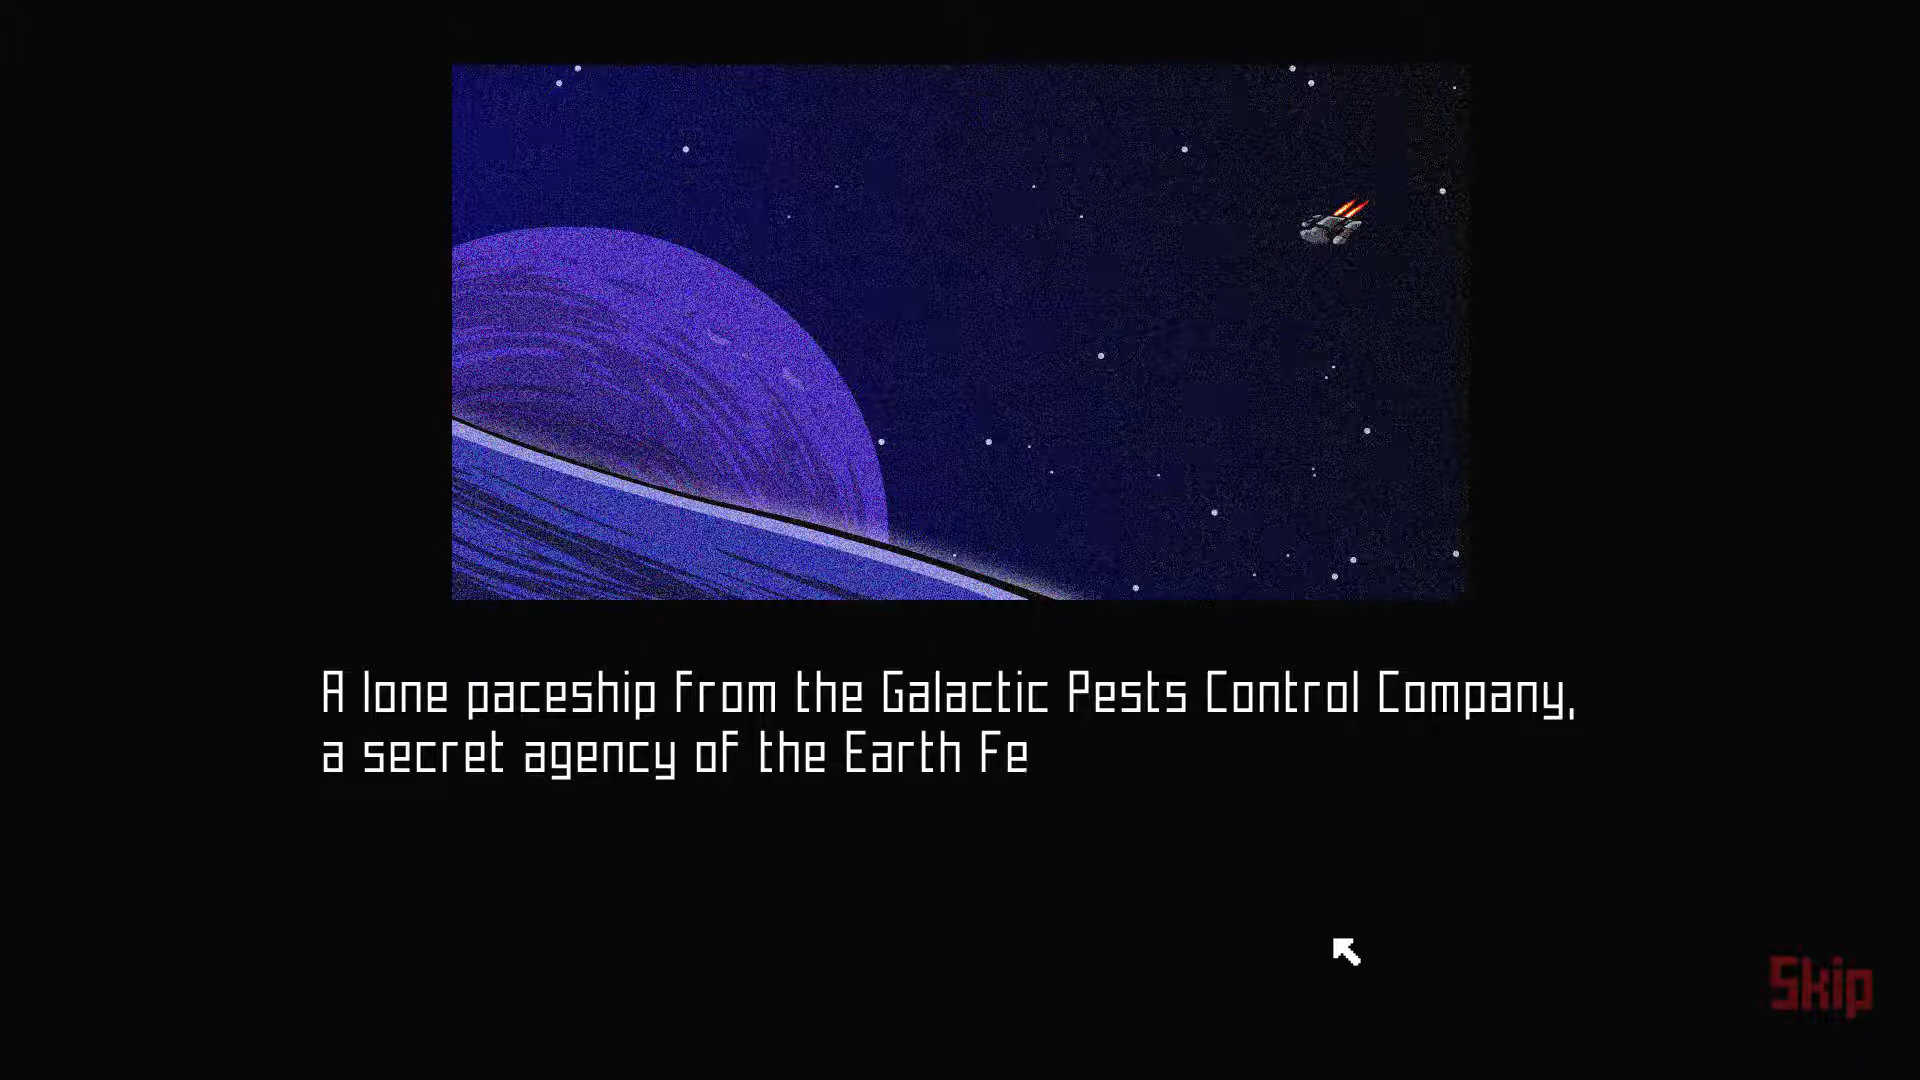 A lone paceship from the Galactic Pests Control Company,
a secret agency of the Earth Fe
Skip